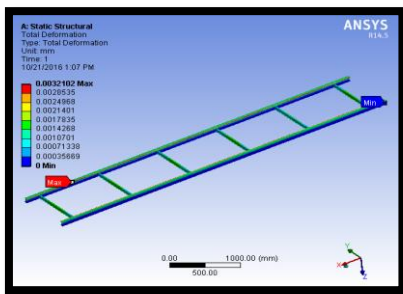 A: Static Structural
Total Deformation
Type: Total Deformation
Unit: mm
Time: 1
10/21/2016 1:07 PM
ANSYS
R14.5
0.0032102 Max
0.0028535
0.0024968
0.0021401
0.0017835
0.0014268
0.0010701
0.00071338
0.00035669
0 Min
Min
Max
0.00
1000.00 (mm)
500.00
Y
X
Z